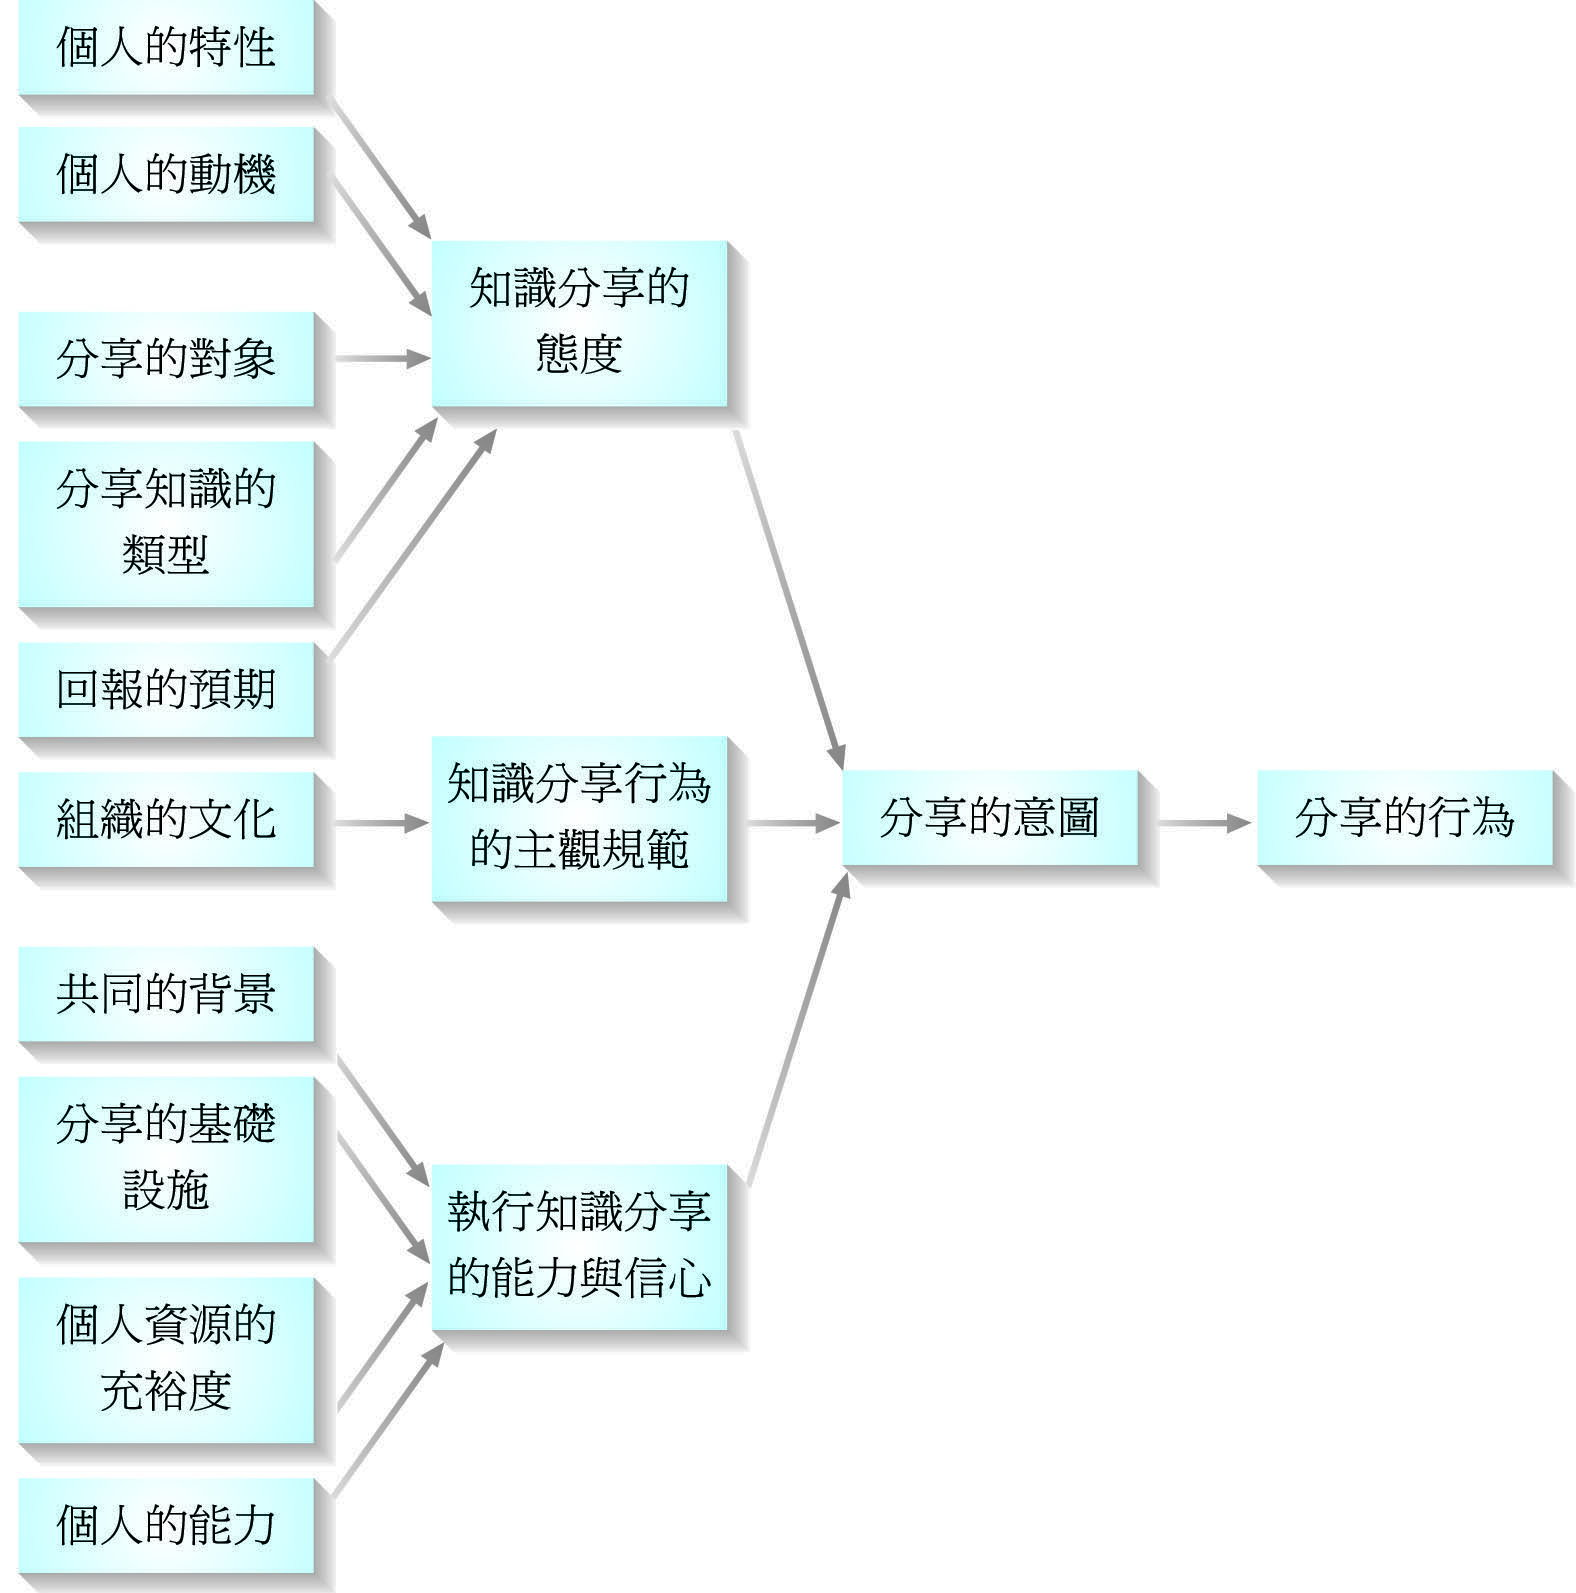 個人的特性
個人的動機
分享的對象
分享知識的
類型
回報的預期
組織的文化
共同的背景
分享的基礎
設施
個人資源的
充裕度
個人的能力
知識分享的
態度
知識分享行為
的主觀規範
執行知識分享
的能力與信心
分享的意圖
分享的行為